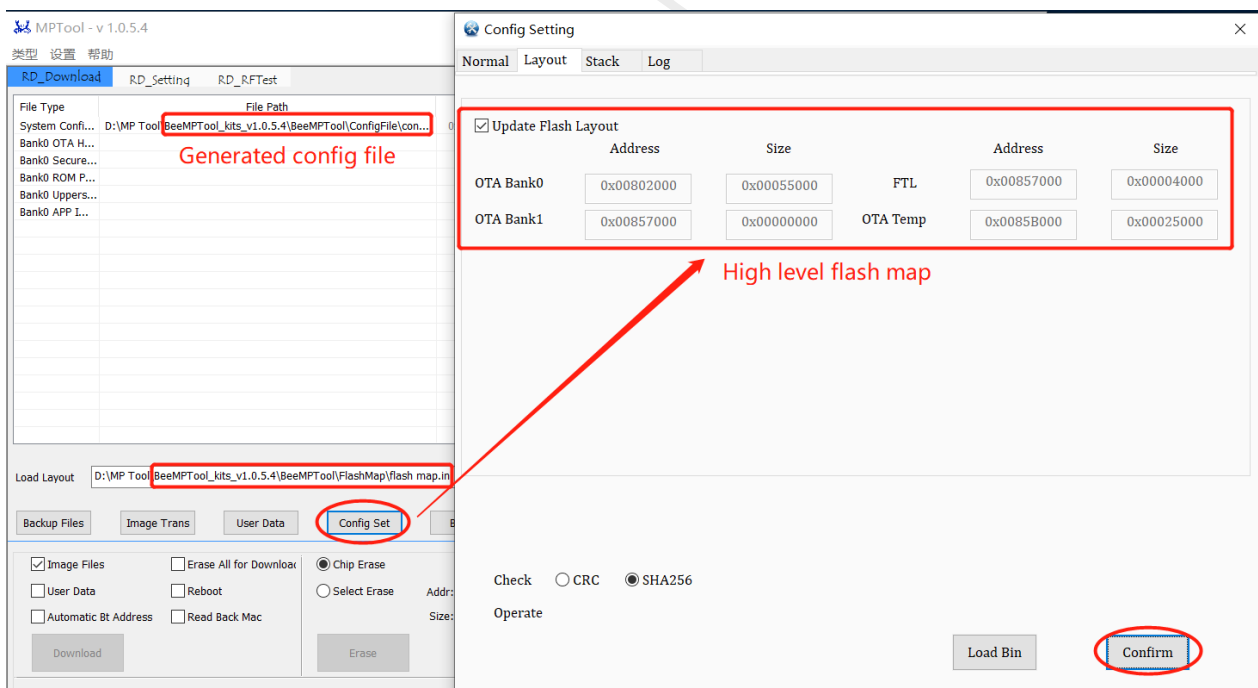 MPTool - v 1.0.5.4
类型 设置 帮助
RD_Download RD_Setting RD_RFTest
File Type File Path
System Confi... D:\MP Tool\BeeMPTool_kits_v1.0.5.4\BeeMPTool\ConfigFile\con... 0
Bank0 OTA H...
Bank0 Secure...
Bank0 ROM P...
Bank0 Uppers...
Bank0 APP I...
Generated config file
Load Layout D:\MP Tool\BeeMPTool_kits_v1.0.5.4\BeeMPTool\FlashMap\flash map.in
Backup Files Image Trans User Data Config Set
Image Files Erase All for Downloa Chip Erase
User Data Reboot Select Erase Addr:
Automatic Bt Address Read Back Mac Size:
Download Erase
Config Setting
Normal Layout Stack Log
Update Flash Layout
Address Size Address Size
OTA Bank0 0x00802000 0x00055000 FTL 0x00857000 0x00004000
OTA Bank1 0x00857000 0x00000000 OTA Temp 0x0085B000 0x00025000
High level flash map
Check CRC SHA256
Operate
Load Bin Confirm